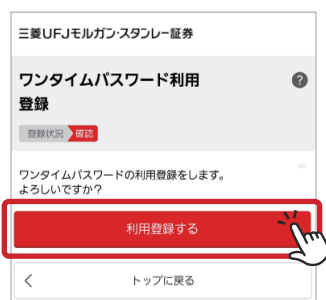 三菱UFJモルガン・スタンレー証券
ワンタイムパスワード利用
登録
?
登録状況 確認
ワンタイムパスワードの利用登録をします。
よろしいですか？
利用登録する
トップに戻る